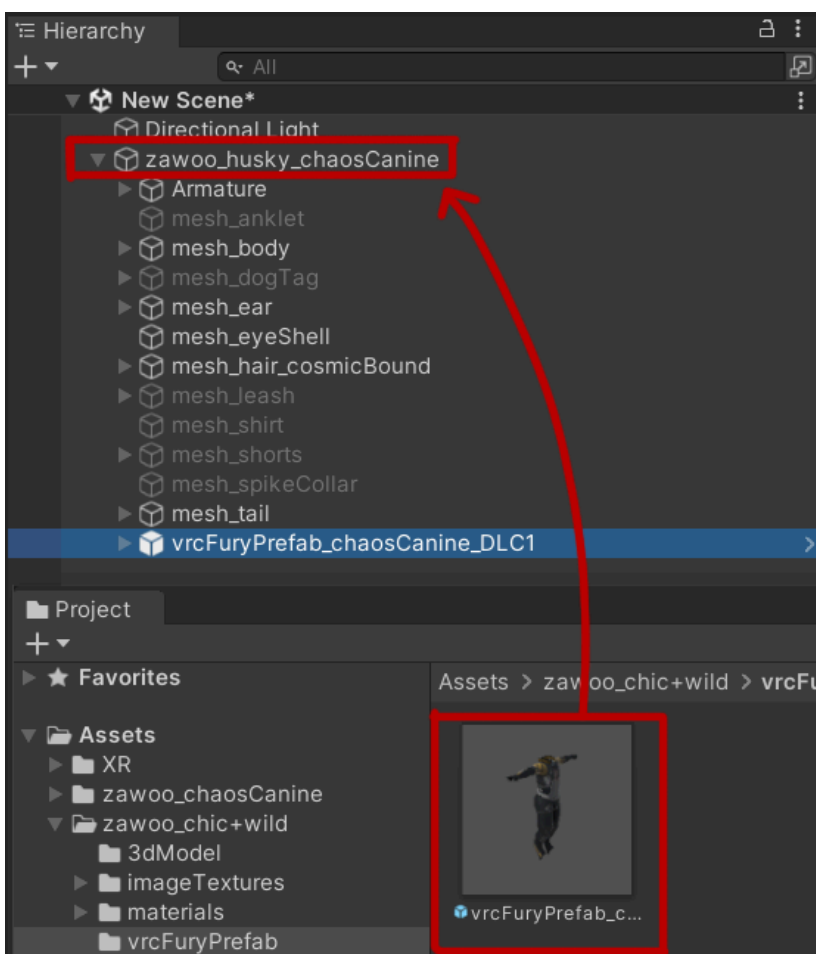 Hierarchy
All
New Scene*
Directional Light
zawoo_husky_chaosCanine
Armature
mesh_anklet
mesh_body
mesh_dogTag
mesh_ear
mesh_eyeShell
mesh_hair_cosmicBound
mesh_leash
mesh_shirt
mesh_shorts
mesh_spikeCollar
mesh_tail
vrcFuryPrefab_chaosCanine_DLC1
Project
Favorites
Assets > zawoo_chic+wild > vrcFu
Assets
XR
zawoo_chaosCanine
zawoo_chic+wild
3dModel
imageTextures
materials
vrcFuryPrefab_c...
vrcFuryPrefab